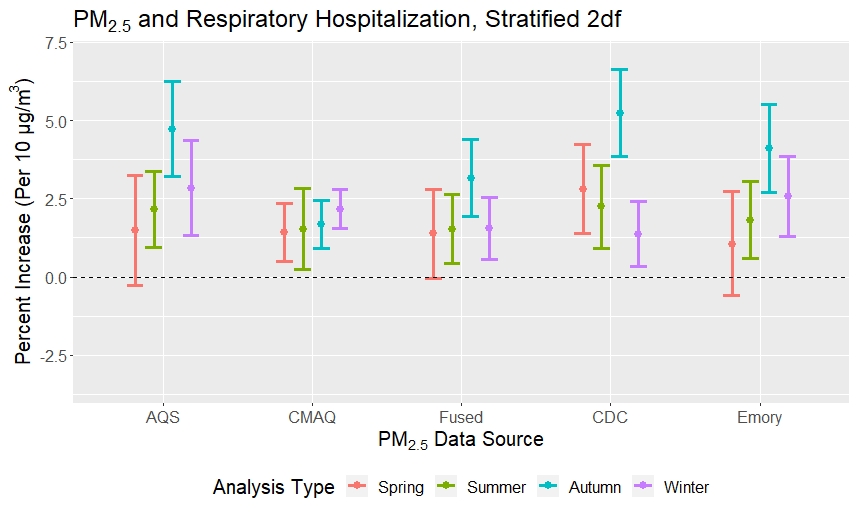 PM2.5 and Respiratory Hospitalization, Stratified 2df
Percent Increase (Per 10 µg/m³)
7.5
5.0
2.5
0.0
-2.5
AQS CMAQ Fused CDC Emory
PM2.5 Data Source
Analysis Type Spring Summer Autumn Winter